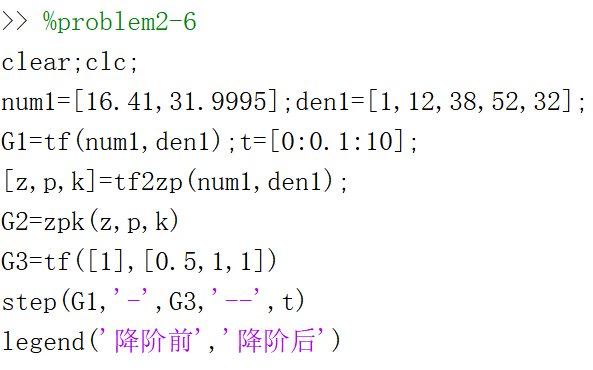 >> %problem2-6
clear;clc;
num1=[16.41,31.9995];den1=[1,12,38,52,32];
G1=tf(num1,den1);t=[0:0.1:10];
[z,p,k]=tf2zp(num1,den1);
G2=zpk(z,p,k)
G3=tf([1],[0.5,1,1])
step(G1,'-',G3,'--',t)
legend('降阶前','降阶后')